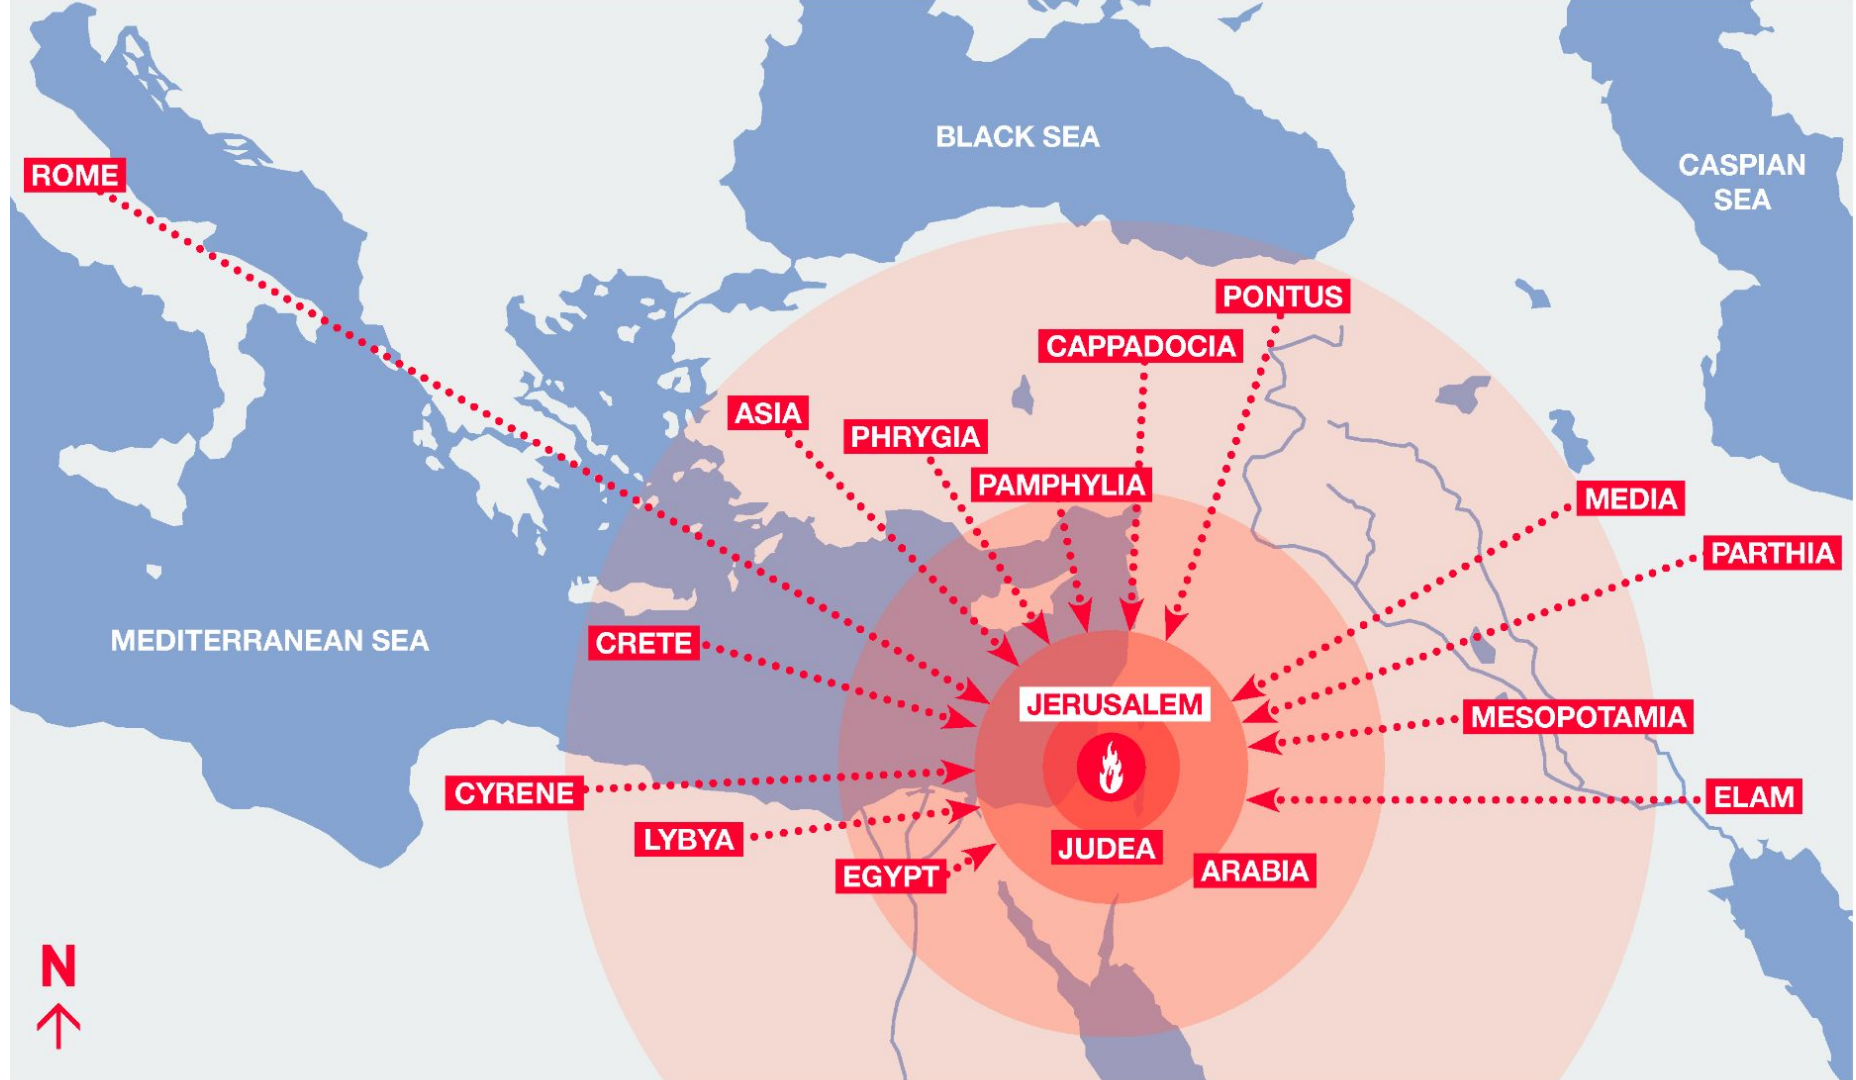 BLACK SEA
CASPIAN
SEA
ROME
PONTUS
CAPPADOCIA
ASIA
PHRYGIA
PAMPHYLIA
MEDIA
PARTHIA
MEDITERRANEAN SEA
CRETE
JERUSALEM
MESOPOTAMIA
CYRENE
ELAM
LYBYA
JUDEA
EGYPT
ARABIA
N